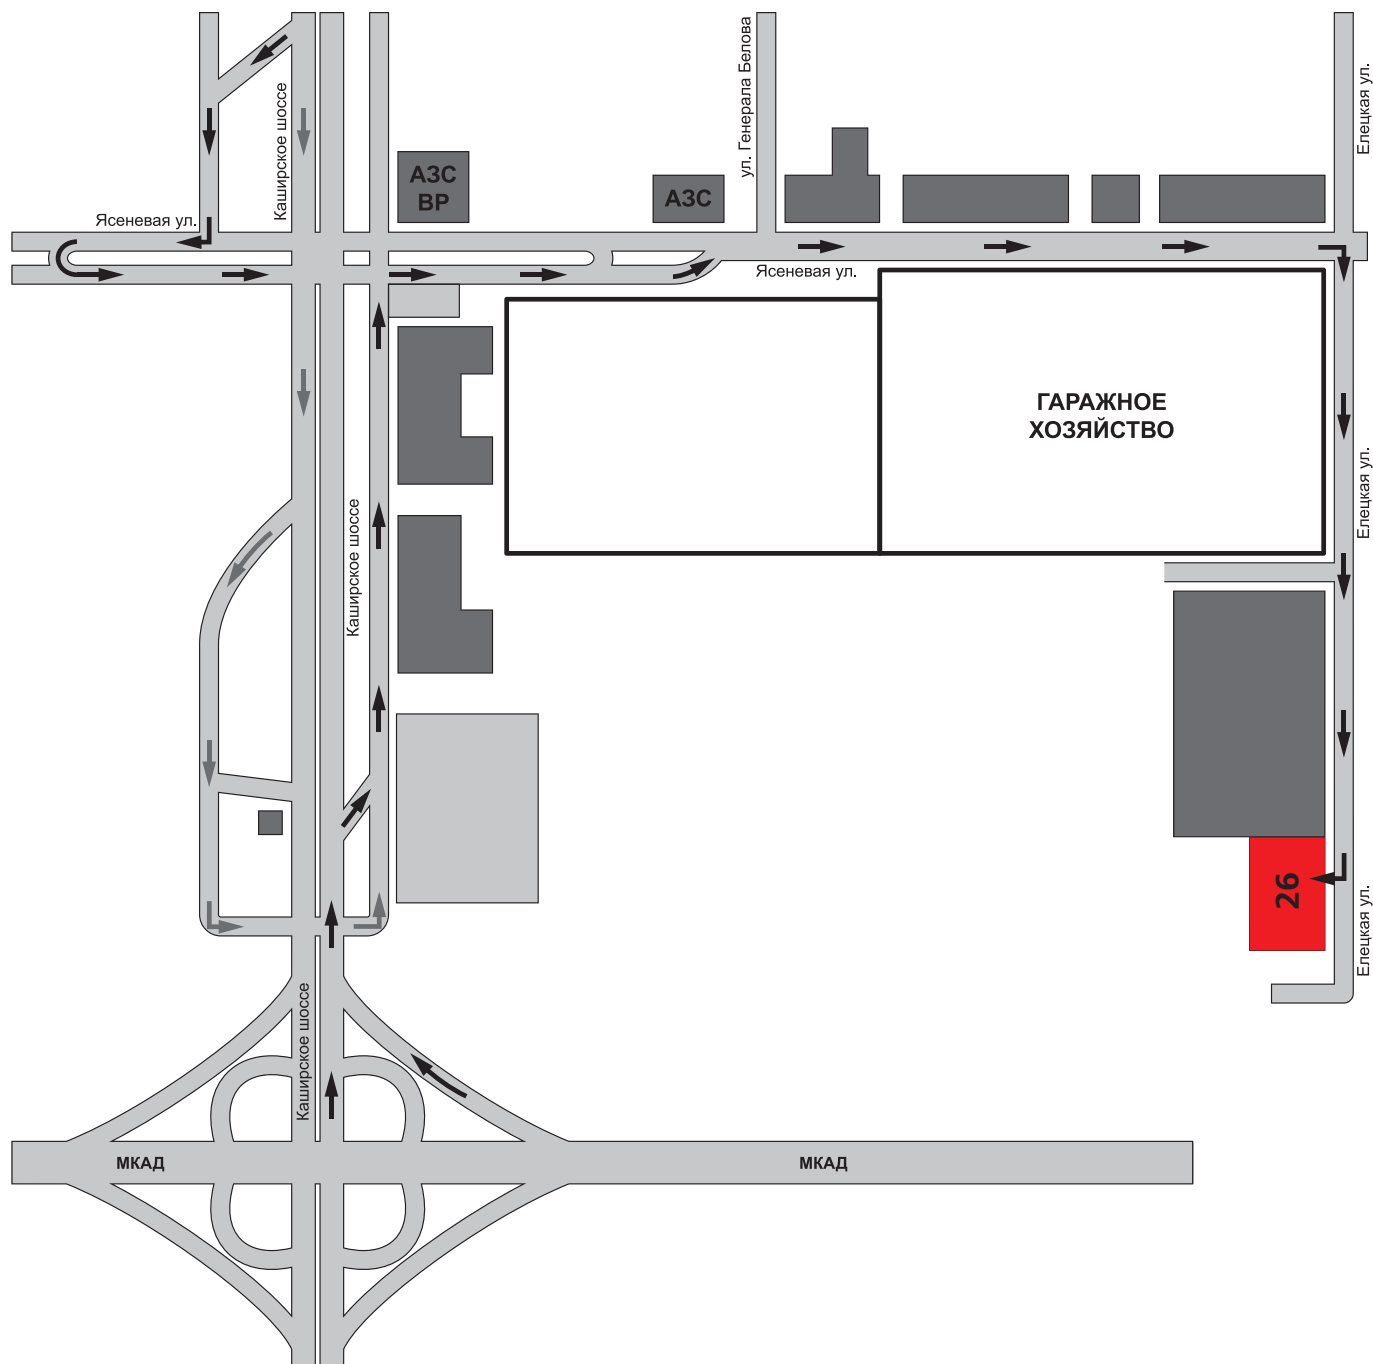 ул. Генерала Белова
Елецкая ул.
Каширское шоссе
АЗС
ВР
АЗС
Ясеневая ул.
Ясеневая ул.
ГАРАЖНОЕ
ХОЗЯЙСТВО
Елецкая ул.
Каширское шоссе
26
Елецкая ул.
Каширское шоссе
МКАД
МКАД